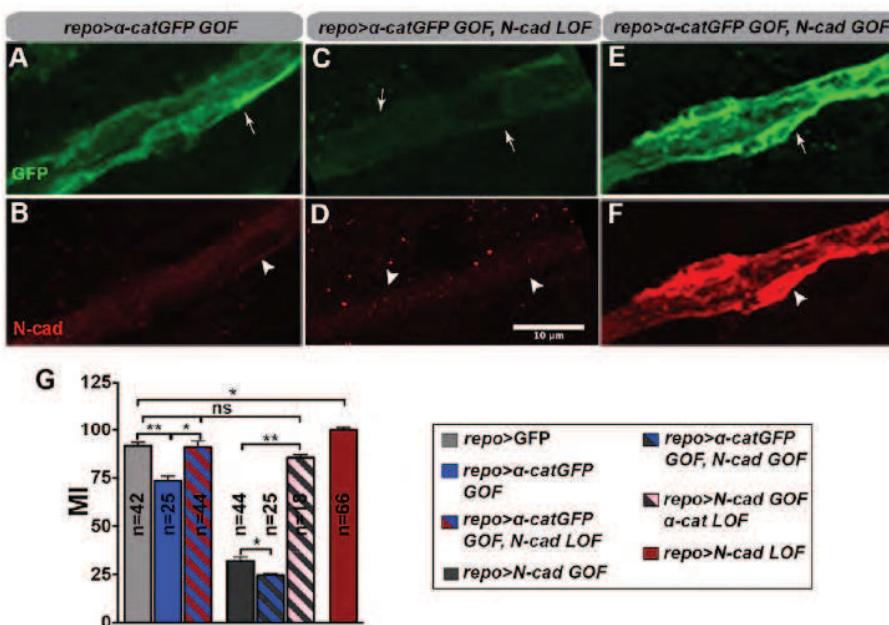 repo>α-catGFP GOF
repo>α-catGFP GOF, N-cad LOF
repo>α-catGFP GOF, N-cad GOF
A
C
E
GFP
B
D
F
N-cad
10 µm
G
*
ns
** *
**
*
125
100
75
50
25
0
MI
n=42
n=25
n=44
n=44
n=25
n=18
n=66
repo>GFP
repo>α-catGFP
GOF
repo>α-catGFP
GOF, N-cad LOF
repo>N-cad GOF
repo>α-catGFP
GOF, N-cad GOF
repo>N-cad GOF
α-cat LOF
repo>N-cad LOF